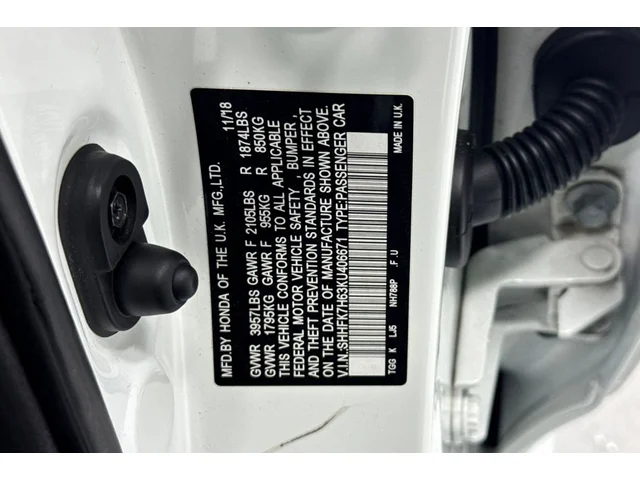 MFD.BY HONDA OF THE U.K. MFG.,LTD. 11/18
GVWR 3957LBS GAWR F 2105LBS R 1874LBS
GVWR 1795KG GAWR F 955KG R 850KG
THIS VEHICLE CONFORMS TO ALL APPLICABLE
FEDERAL MOTOR VEHICLE SAFETY , BUMPER ,
AND THEFT PREVENTION STANDARDS IN EFFECT
ON THE DATE OF MANUFACTURE SHOWN ABOVE.
V.I.N.:SHHFK7H63KU406671 TYPE:PASSENGER CAR
TGG K LJ5 NH788P .F .U MADE IN U.K.